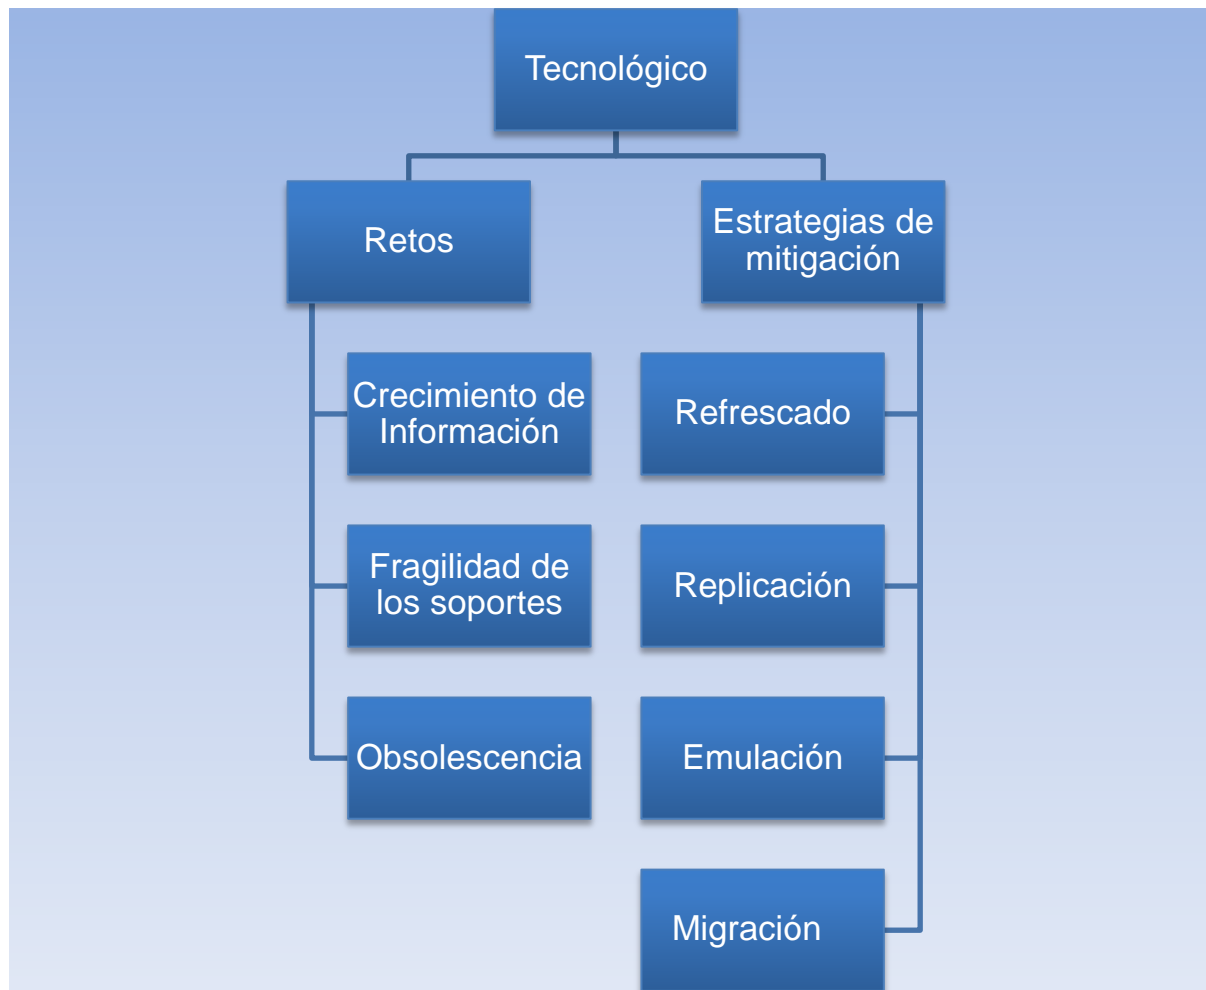 Tecnológico
Retos
Estrategias de
mitigación
Crecimiento de
Información
Refrescado
Fragilidad de
los soportes
Replicación
Obsolescencia
Emulación
Migración